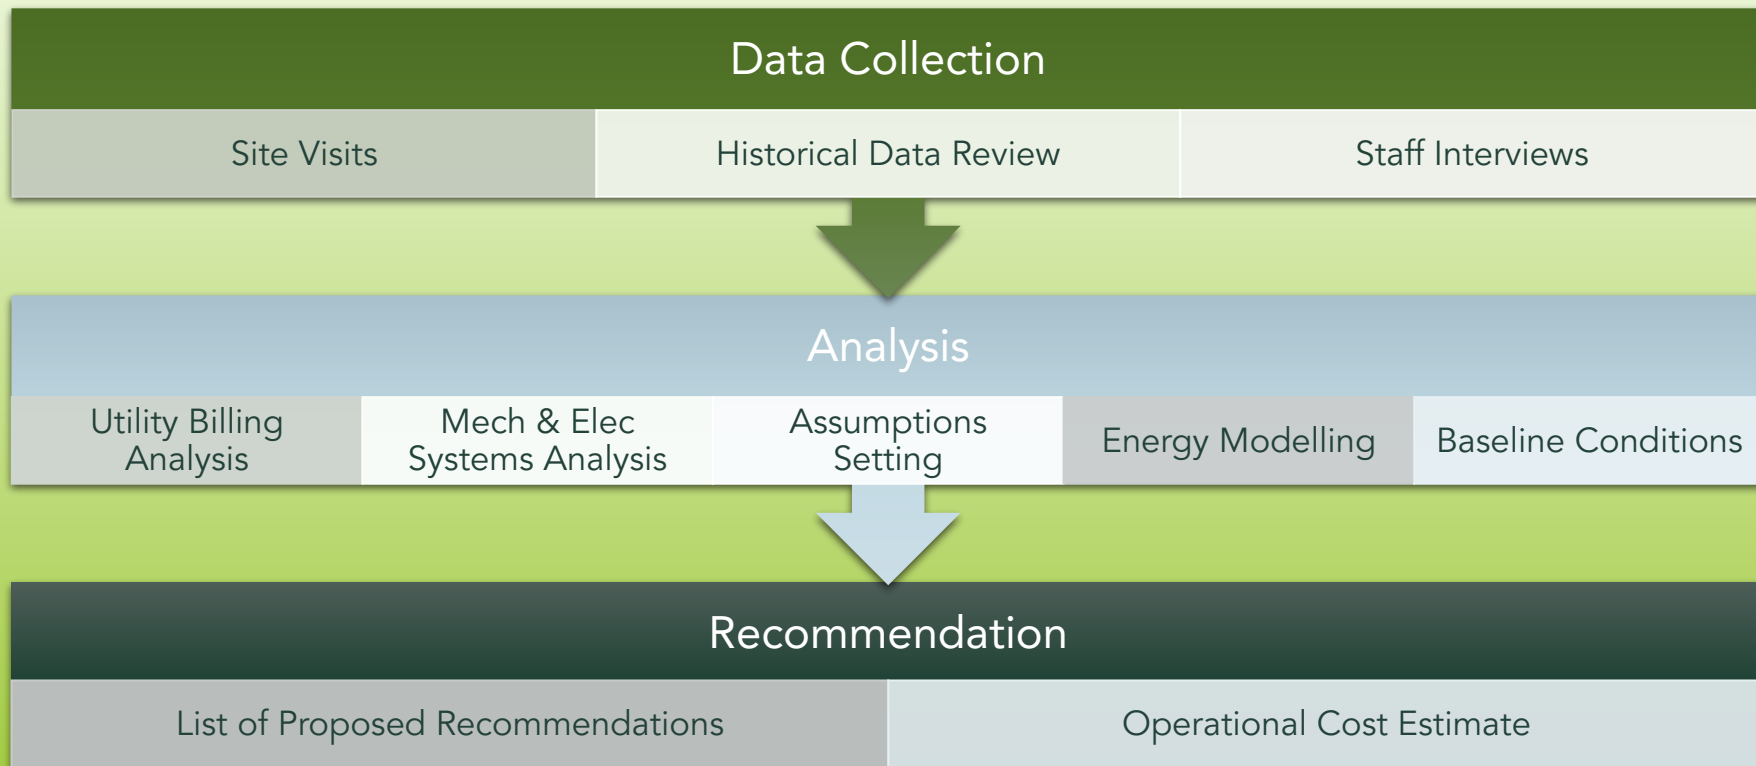 Data Collection
Site Visits
Historical Data Review
Staff Interviews
Analysis
Utility Billing
Analysis
Mech & Elec
Systems Analysis
Assumptions
Setting
Energy Modelling
Baseline Conditions
Recommendation
List of Proposed Recommendations
Operational Cost Estimate